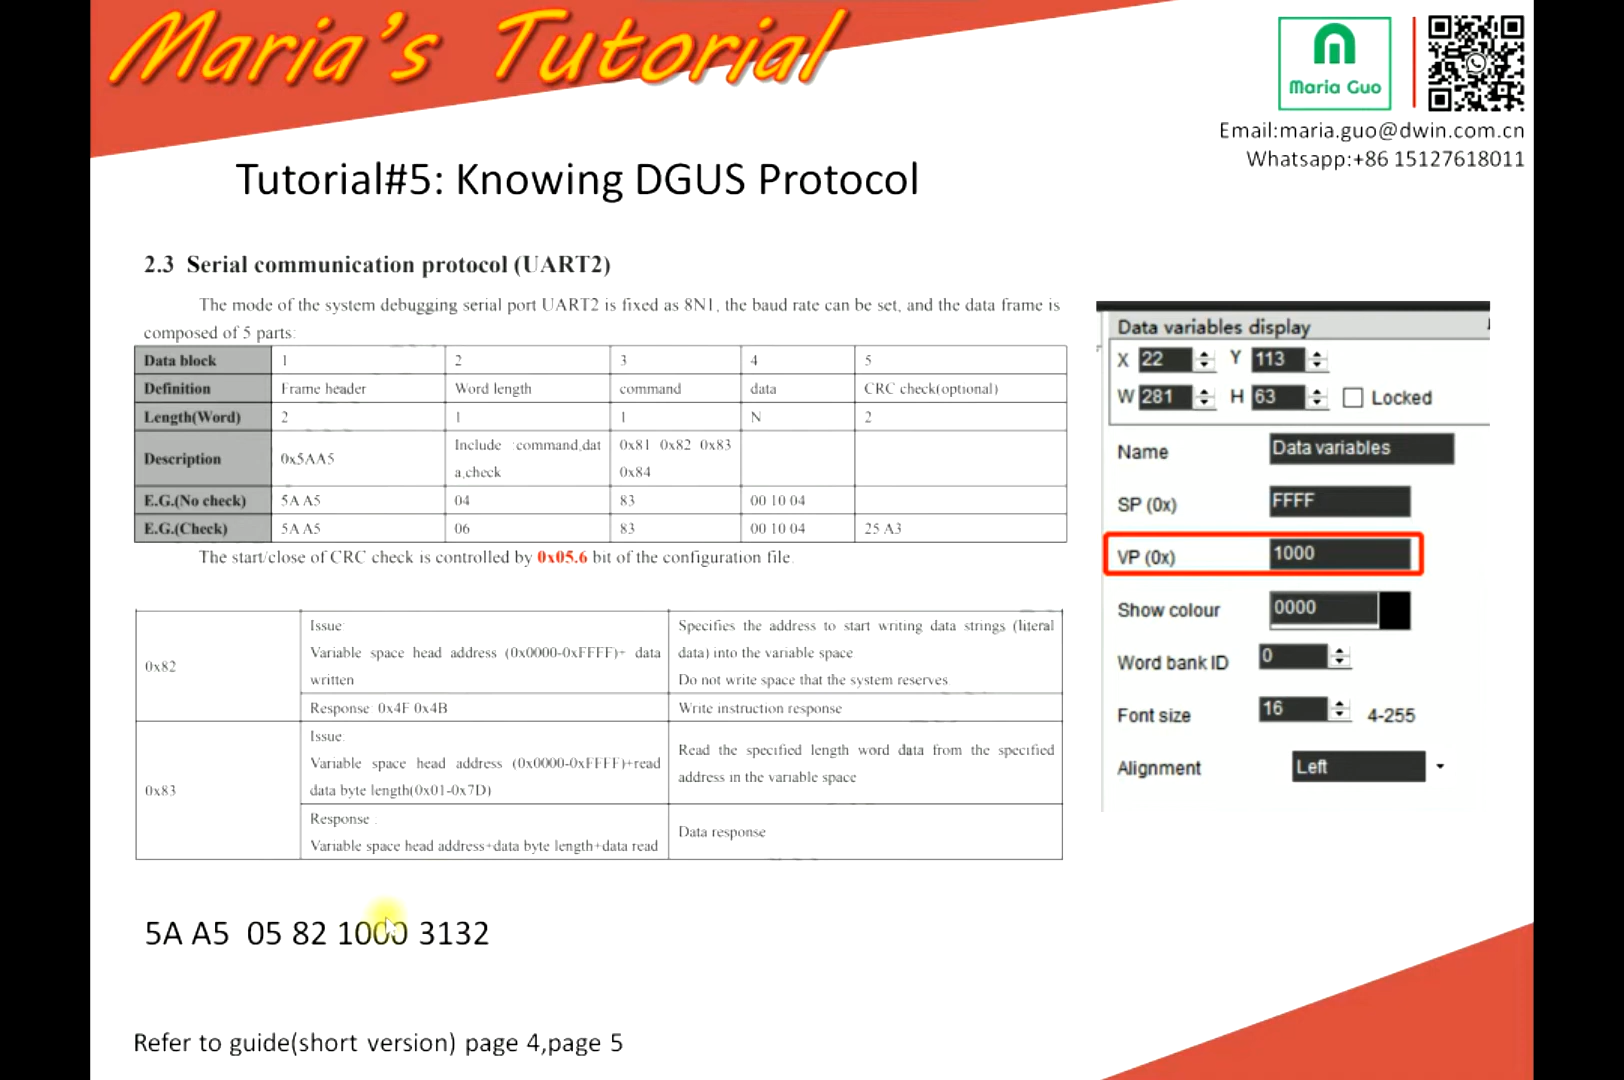 Maria's Tutorial
Maria Guo
Email:maria.guo@dwin.com.cn
Whatsapp:+86 15127618011
Tutorial#5: Knowing DGUS Protocol
2.3 Serial communication protocol (UART2)
The mode of the system debugging serial port UART2 is fixed as 8N1, the baud rate can be set, and the data frame is
composed of 5 parts:
Data block 1 2 3 4 5
Definition Frame header Word length command data CRC check(optional)
Length(Word) 2 1 1 N 2
Description 0x5AA5 Include :command,dat 0x81 0x82 0x83
a,check 0x84
E.G.(No check) 5A A5 04 83 00 10 04
E.G.(Check) 5A A5 06 83 00 10 04 25 A3
The start/close of CRC check is controlled by 0x05.6 bit of the configuration file.
0x82
Issue:
Variable space head address (0x0000-0xFFFF)+ data
written
Specifies the address to start writing data strings (literal
data) into the variable space
Do not write space that the system reserves
Response: 0x4F 0x4B
Write instruction response
0x83
Issue:
Variable space head address (0x0000-0xFFFF)+read
data byte length(0x01-0x7D)
Read the specified length word data from the specified
address in the variable space
Response :
Variable space head address+data byte length+data read
Data response
Data variables display
X 22 Y 113
W 281 H 63 Locked
Name Data variables
SP (0x) FFFF
VP (0x) 1000
Show colour 0000
Word bank ID 0
Font size 16 4-255
Alignment Left
5A A5 05 82 1000 3132
Refer to guide(short version) page 4,page 5